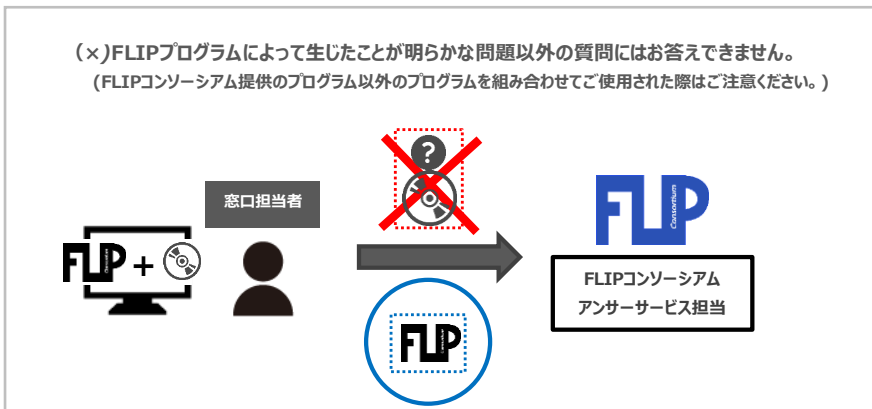 (×)FLIPプログラムによって生じたことが明らかな問題以外の質問にはお答えできません。
(FLIPコンソーシアム提供のプログラム以外のプログラムを組み合わせてご使用された際はご注意ください。)
?
窓口担当者
FLIP
Consortium
FLIP
Consortium
+
FLIPコンソーシアム
アンサーサービス担当
FLIP
Consortium